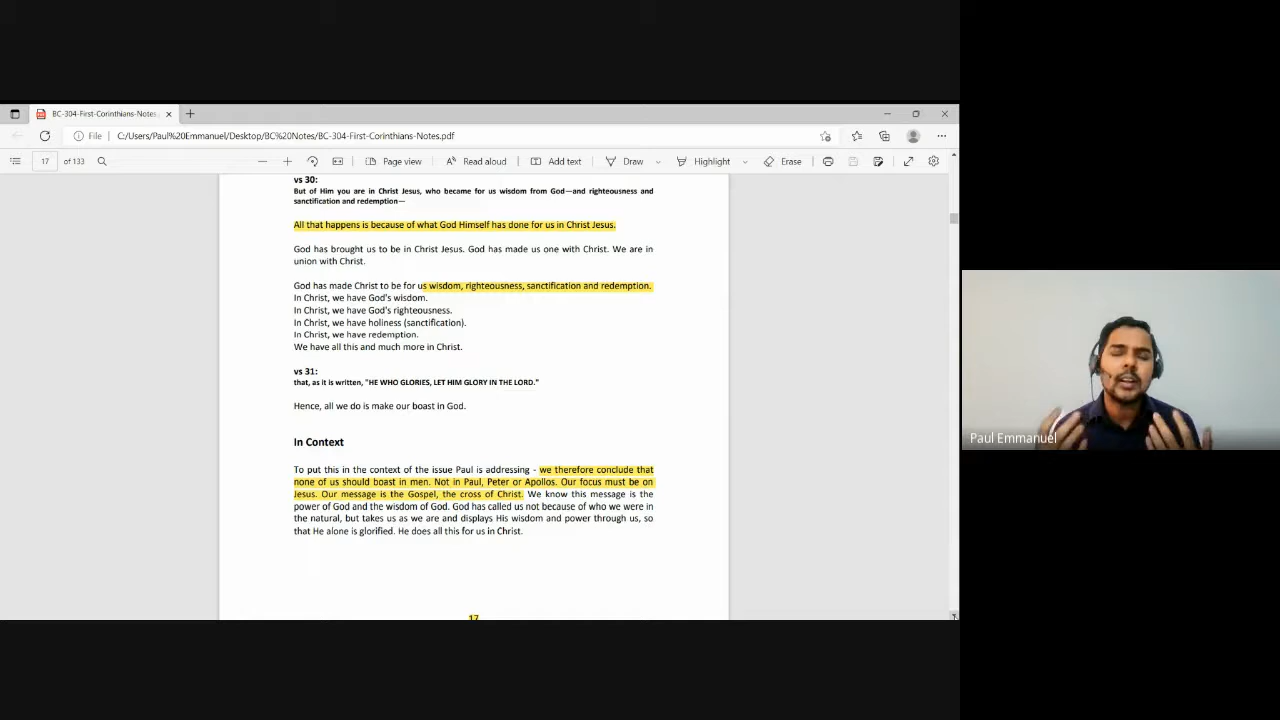 BC-304-First-Corinthians-Notes.
File
C:/Users/Paul%20Emmanuel/Desktop/BC%20Notes/BC-304-First-Corinthians-Notes.pdf
17 of 133
Page view
Read aloud
Add text
Draw
Highlight
Erase
vs 30:
But of Him you are in Christ Jesus, who became for us wisdom from God—and righteousness and
sanctification and redemption—
All that happens is because of what God Himself has done for us in Christ Jesus.
God has brought us to be in Christ Jesus. God has made us one with Christ. We are in
union with Christ.
God has made Christ to be for us wisdom, righteousness, sanctification and redemption.
In Christ, we have God's wisdom.
In Christ, we have God's righteousness.
In Christ, we have holiness (sanctification).
In Christ, we have redemption.
We have all this and much more in Christ.
vs 31:
that, as it is written, "HE WHO GLORIES, LET HIM GLORY IN THE LORD."
Hence, all we do is make our boast in God.
In Context
To put this in the context of the issue Paul is addressing - we therefore conclude that
none of us should boast in men. Not in Paul, Peter or Apollos. Our focus must be on
Jesus. Our message is the Gospel, the cross of Christ. We know this message is the
power of God and the wisdom of God. God has called us not because of who we were in
the natural, but takes us as we are and displays His wisdom and power through us, so
that He alone is glorified. He does all this for us in Christ.
17
Paul Emmanuel